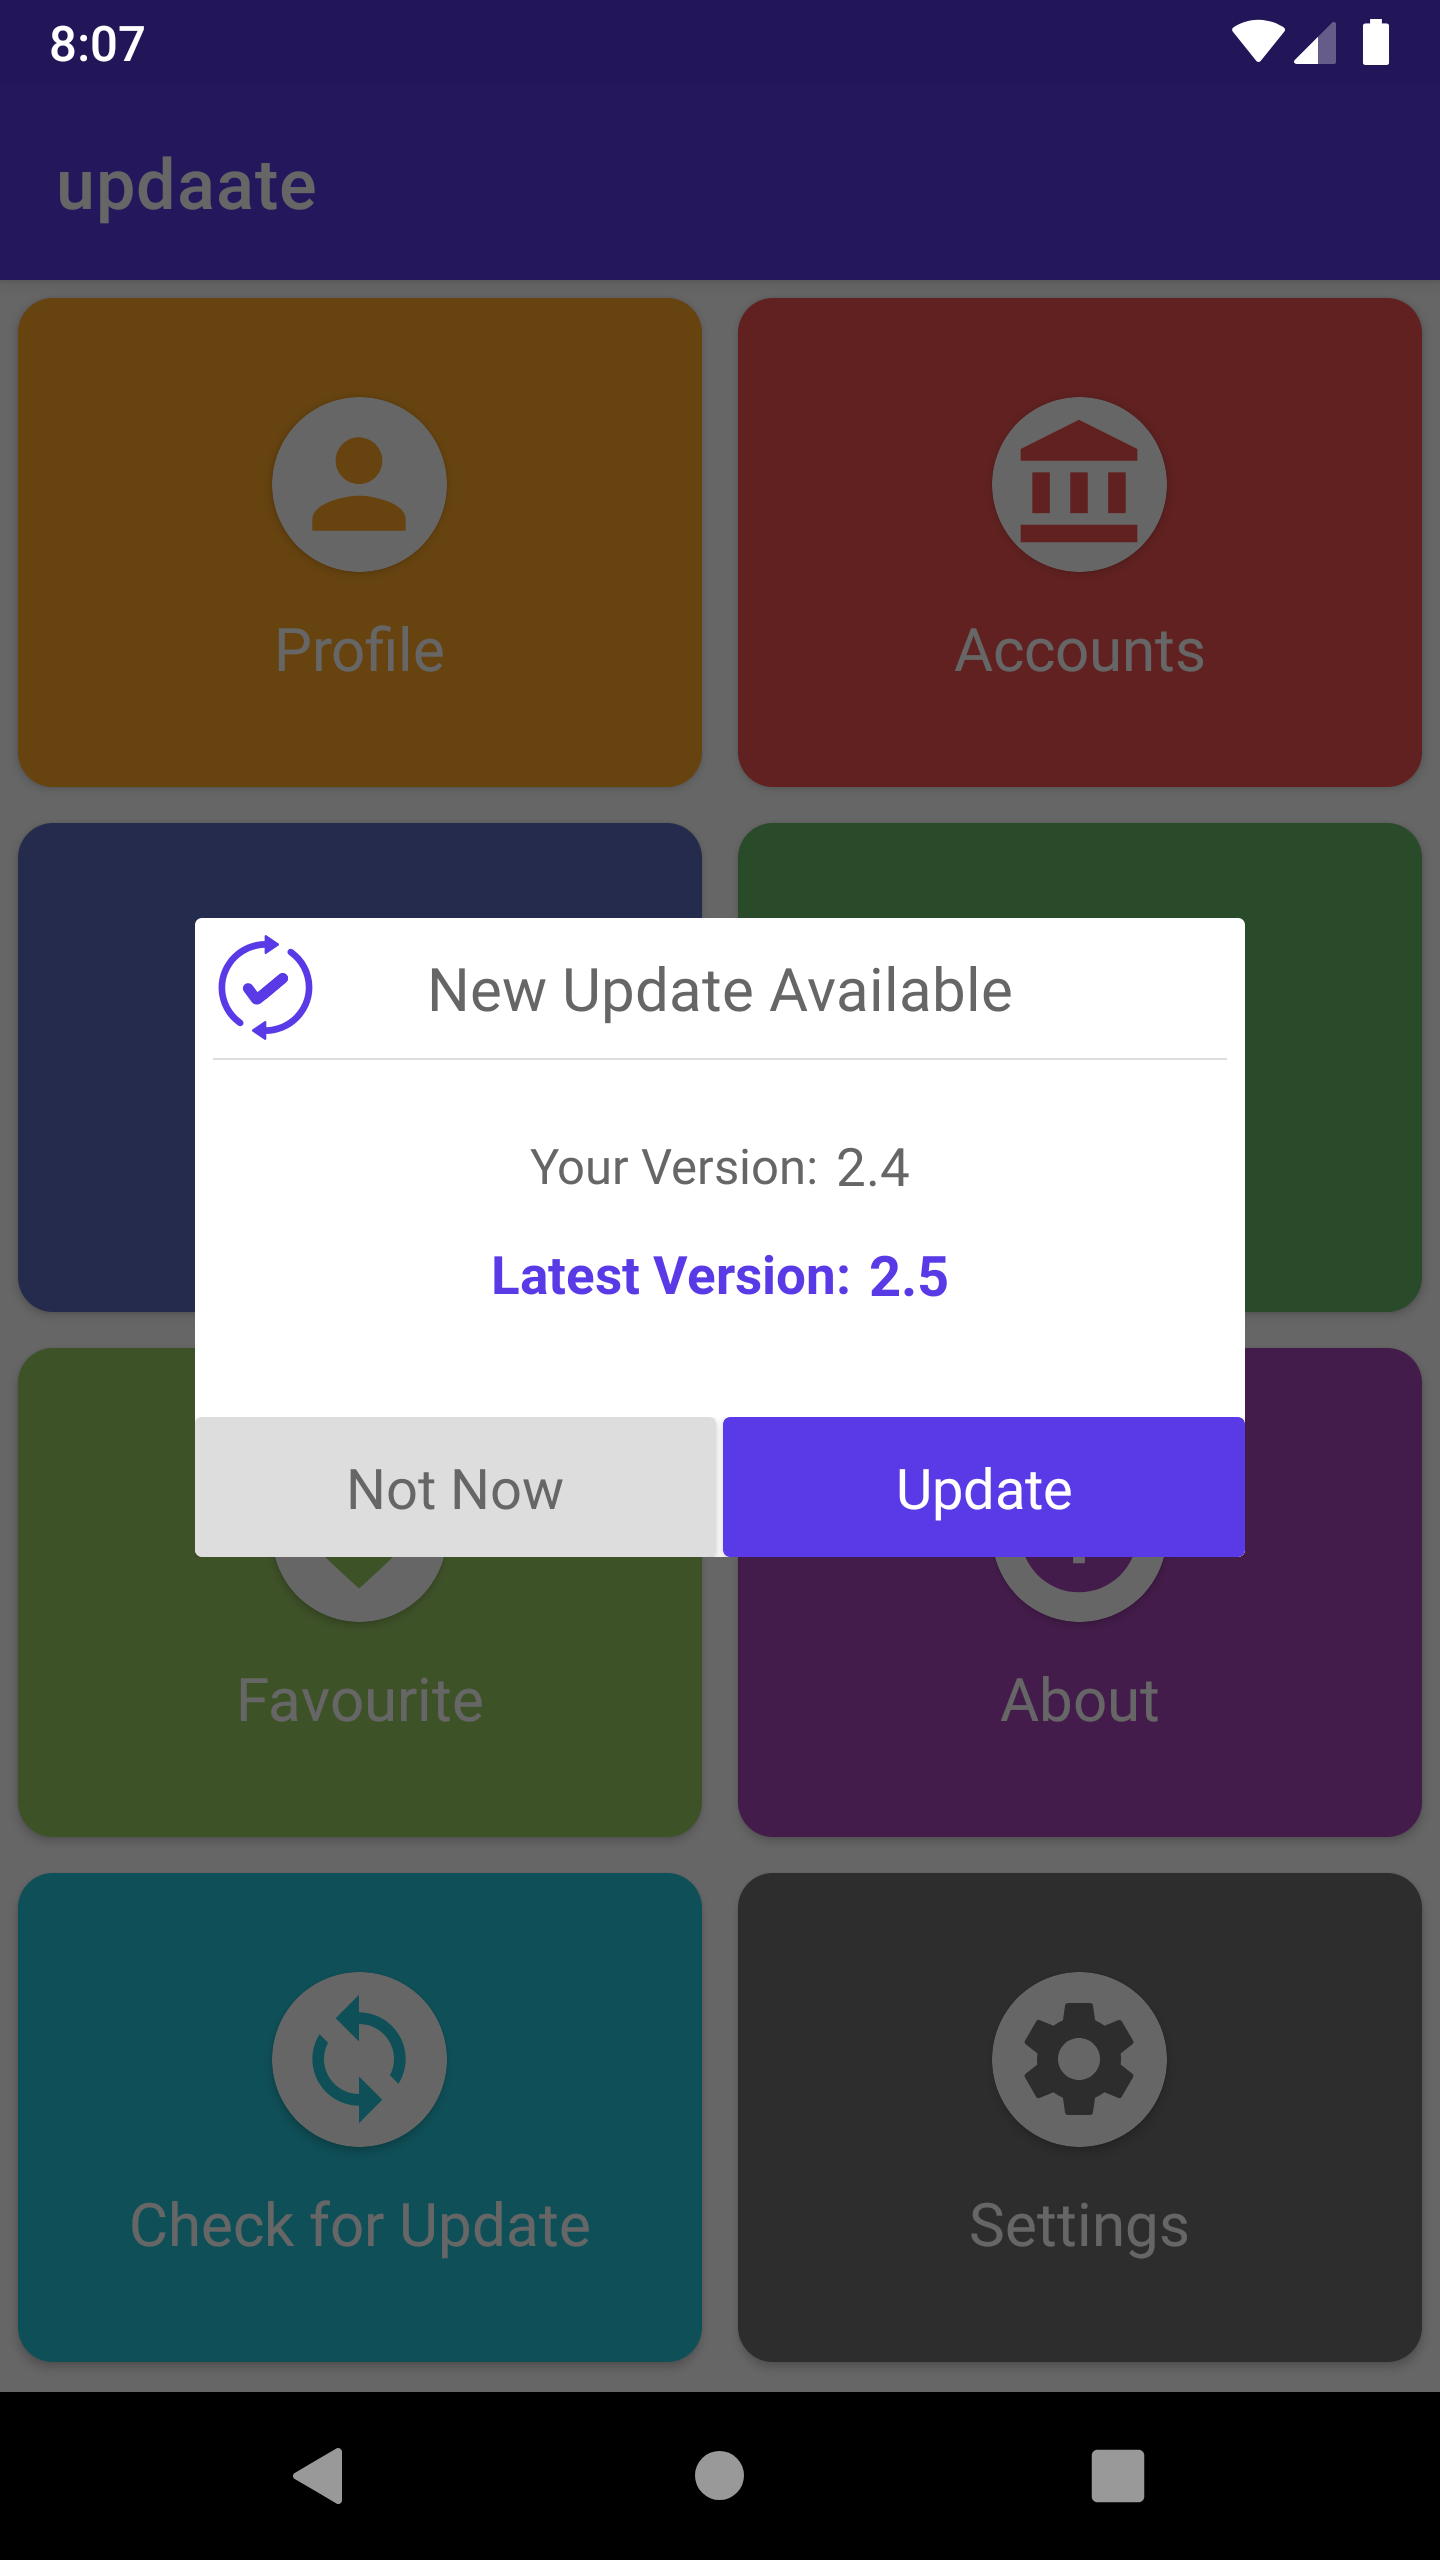 8:07
updaate
Profile
Accounts
New Update Available
Your Version: 2.4
Latest Version: 2.5
Not Now
Update
Favourite
About
Check for Update
Settings